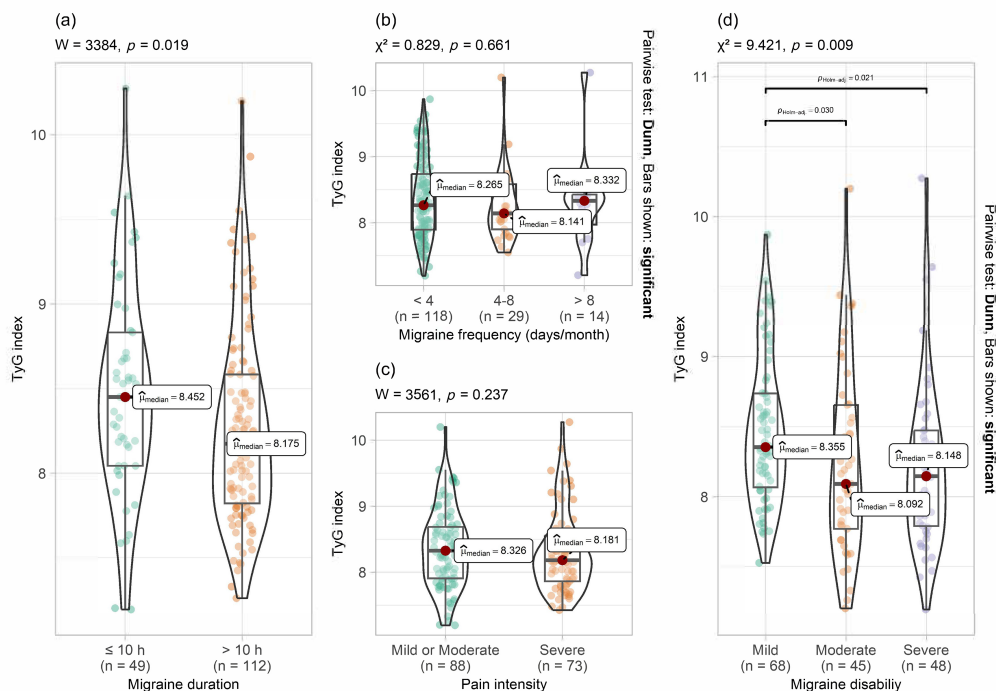 (a)
W = 3384, p = 0.019
TyG index
10
9
8
μ̂median = 8.452
μ̂median = 8.175
≤ 10 h
(n = 49)
> 10 h
(n = 112)
Migraine duration
(b)
χ² = 0.829, p = 0.661
TyG index
10
9
8
μ̂median = 8.265
μ̂median = 8.141
μ̂median = 8.332
< 4
(n = 118)
4-8
(n = 29)
> 8
(n = 14)
Migraine frequency (days/month)
Pairwise test: Dunn, Bars shown: significant
(c)
W = 3561, p = 0.237
TyG index
10
9
8
μ̂median = 8.326
μ̂median = 8.181
Mild or Moderate
(n = 88)
Severe
(n = 73)
Pain intensity
(d)
χ² = 9.421, p = 0.009
TyG index
11
10
9
8
pHolm−adj. = 0.021
pHolm−adj. = 0.030
μ̂median = 8.355
μ̂median = 8.092
μ̂median = 8.148
Mild
(n = 68)
Moderate
(n = 45)
Severe
(n = 48)
Migraine disability
Pairwise test: Dunn, Bars shown: significant